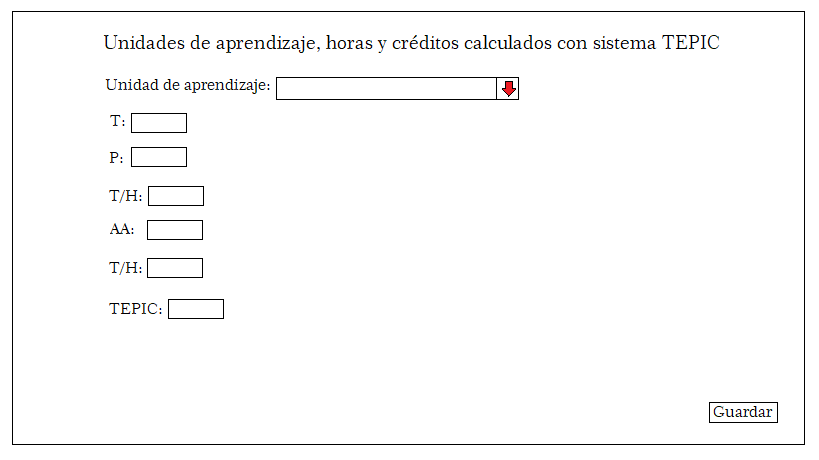 Unidades de aprendizaje, horas y créditos calculados con sistema TEPIC
Unidad de aprendizaje:
T:
P:
T/H:
AA:
T/H:
TEPIC:
Guardar